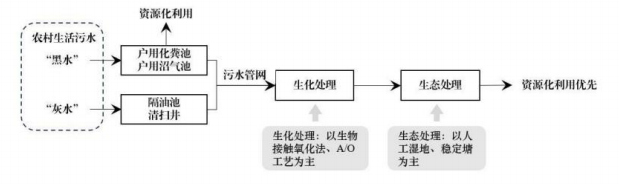 资源化利用
农村生活污水
“黑水”
户用化粪池
户用沼气池
“灰水”
隔油池
清扫井
污水管网
生化处理
生态处理
资源化利用优先
生化处理：以生物
接触氧化法、A/O
工艺为主
生态处理：以人
工湿地、稳定塘
为主